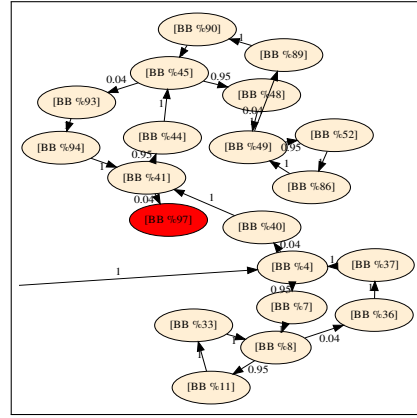 [BB %90]
1
[BB %89]
[BB %45]
0.04
0.95
[BB %93]
[BB %48]
1
0.04
[BB %44]
[BB %52]
[BB %94]
[BB %49]
0.95
0.95
1
1
1
[BB %41]
[BB %86]
0.04
1
[BB %97]
[BB %40]
0.04
[BB %4]
1
[BB %37]
1
0.95
1
[BB %7]
[BB %36]
[BB %33]
1
1
1
0.04
[BB %8]
0.95
[BB %11]